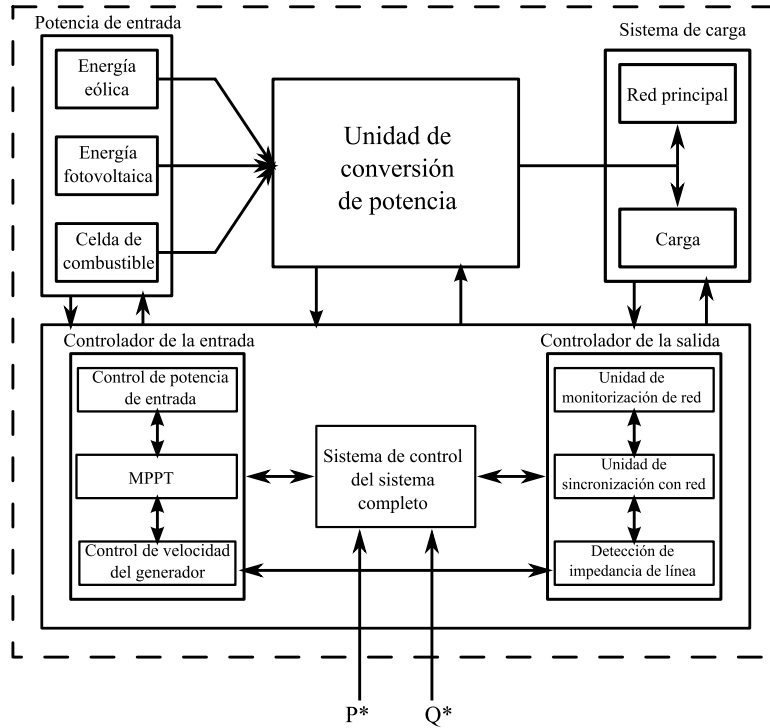 Potencia de entrada
Energía
eólica
Energía
fotovoltaica
Celda de
combustible
Unidad de
conversión
de potencia
Sistema de carga
Red principal
Carga
Controlador de la entrada
Control de potencia
de entrada
MPPT
Control de velocidad
del generador
Sistema de control
del sistema
completo
Controlador de la salida
Unidad de
monitorización de red
Unidad de
sincronización con red
Detección de
impedancia de línea
P*
Q*